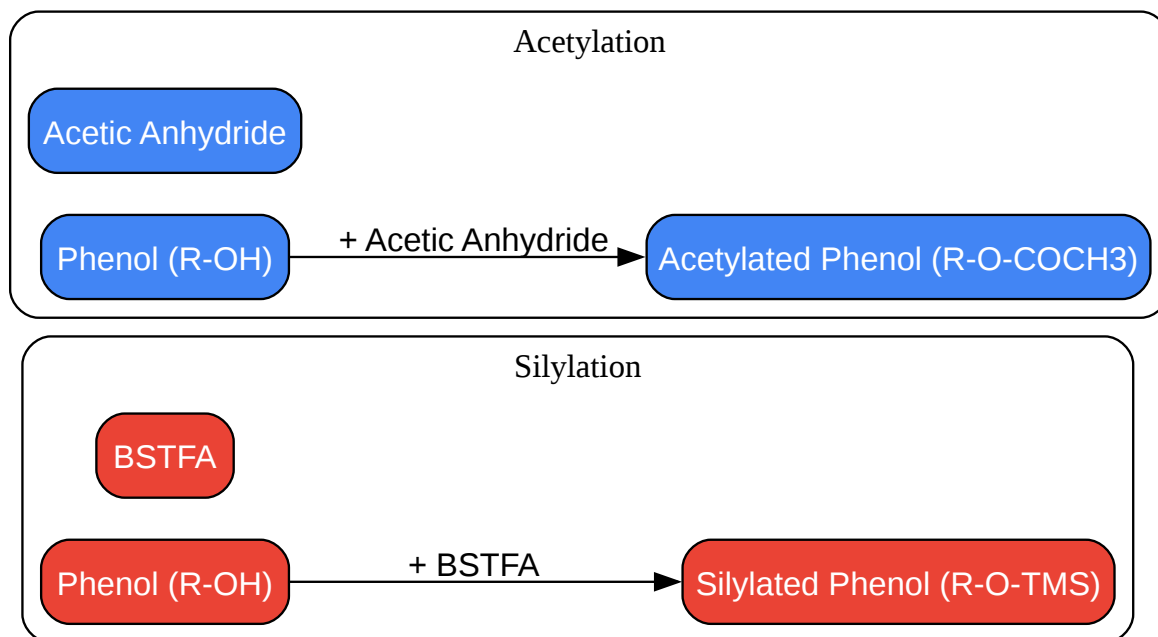 Acetylation
Acetic Anhydride
Phenol (R-OH)
+ Acetic Anhydride
Acetylated Phenol (R-O-COCH3)
Silylation
BSTFA
Phenol (R-OH)
+ BSTFA
Silylated Phenol (R-O-TMS)